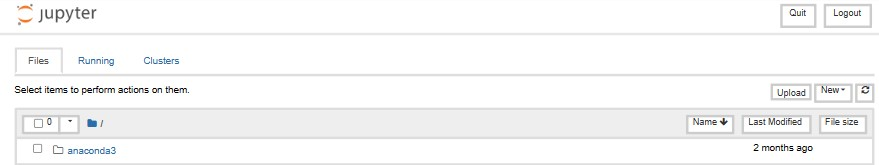 jupyter
Quit Logout
Files Running Clusters
Select items to perform actions on them.
Upload New
0 / Name Last Modified File size
anaconda3 2 months ago